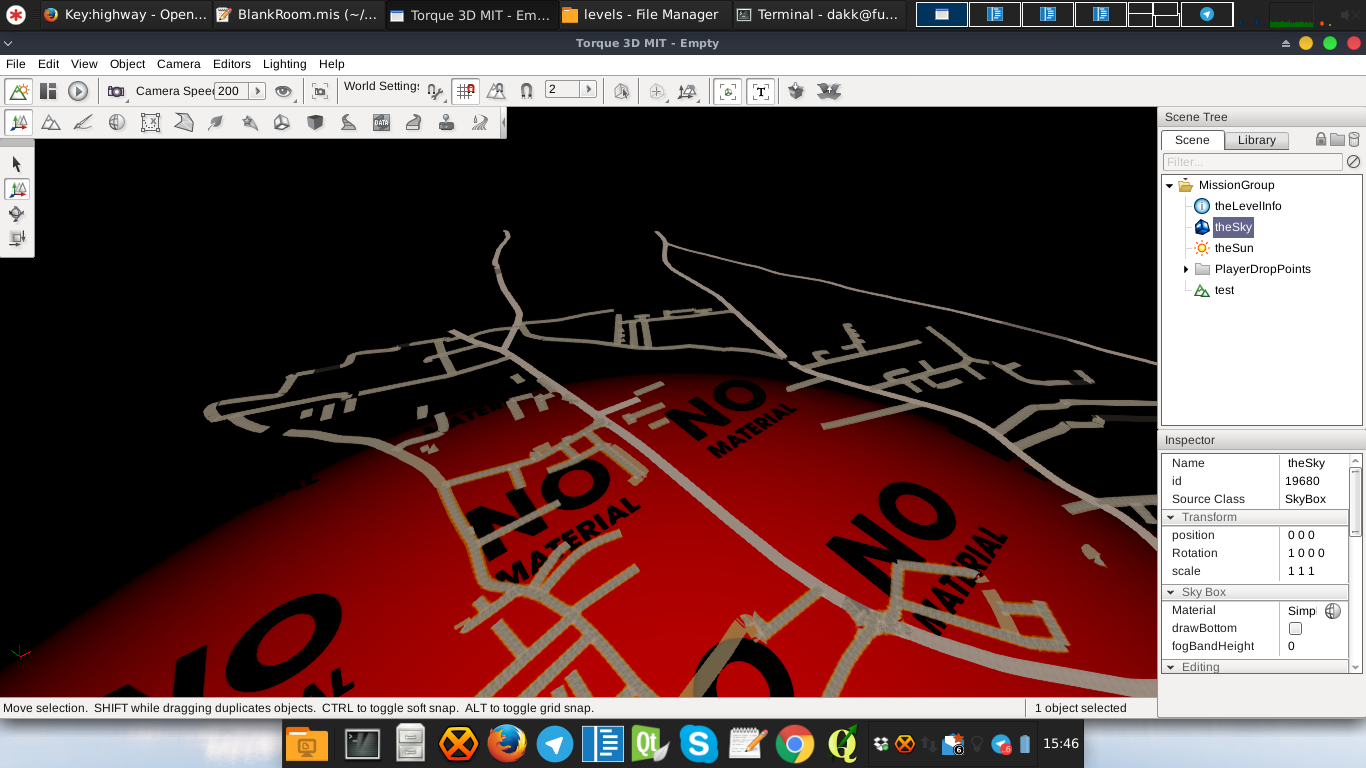 Key:highway - Open...
BlankRoom.mis (~/...
Torque 3D MIT - Em...
levels - File Manager
Terminal - dakk@fu...
Torque 3D MIT - Empty
File Edit View Object Camera Editors Lighting Help
Camera Speed 200
World Settings
2
DATA
Scene Tree
Scene Library
Filter...
MissionGroup
theLevelInfo
theSky
theSun
PlayerDropPoints
test
Inspector
Name theSky
id 19680
Source Class SkyBox
Transform
position 0 0 0
Rotation 1 0 0 0
scale 1 1 1
Sky Box
Material Simpl
drawBottom
fogBandHeight 0
Editing
NO
MATERIAL
NO
MATERIAL
NO
MATERIAL
Move selection. SHIFT while dragging duplicates objects. CTRL to toggle soft snap. ALT to toggle grid snap.
1 object selected
15:46